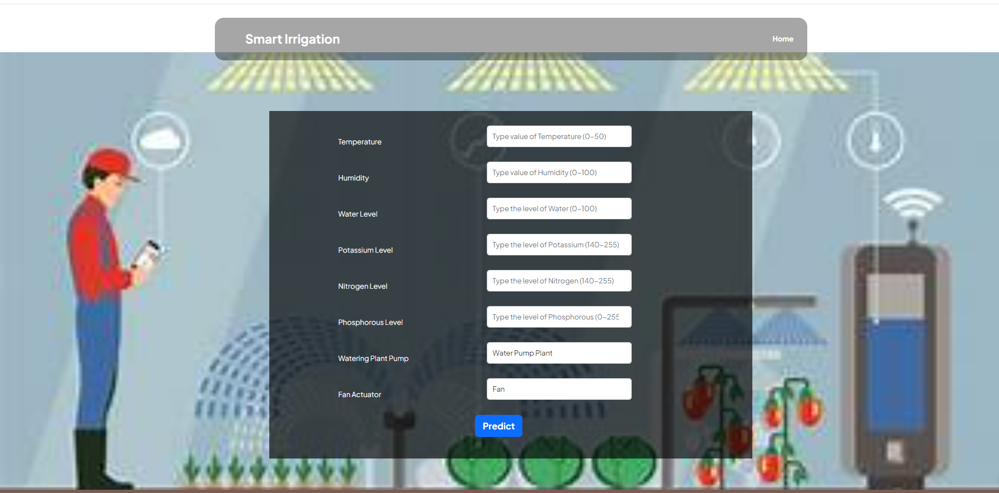 Smart Irrigation
Home
Temperature
Type value of Temperature (0-50)
Humidity
Type value of Humidity (0-100)
Water Level
Type the level of Water (0-100)
Potassium Level
Type the level of Potassium (140-255)
Nitrogen Level
Type the level of Nitrogen (140-255)
Phosphorous Level
Type the level of Phosphorous (0-255
Watering Plant Pump
Water Pump Plant
Fan Actuator
Fan
Predict